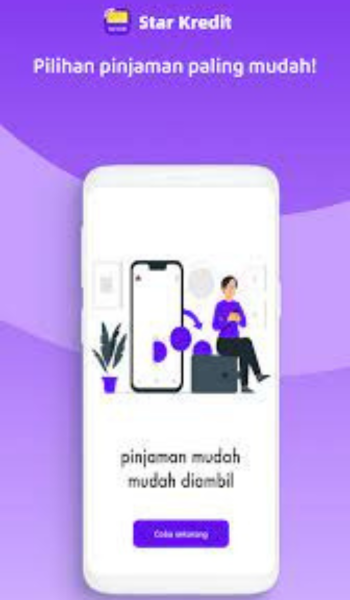 Star Kredit
Pilihan pinjaman paling mudah!
pinjaman mudah
mudah diambil
Coba sekarang